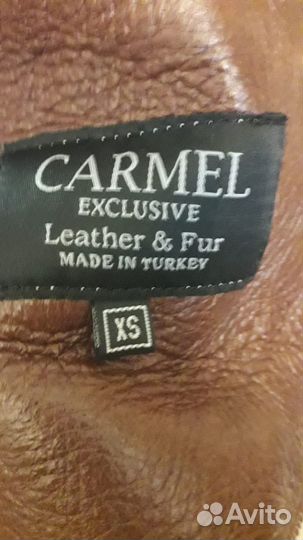 CARMEL
EXCLUSIVE
Leather & Fur
MADE IN TURKEY
XS
Avito